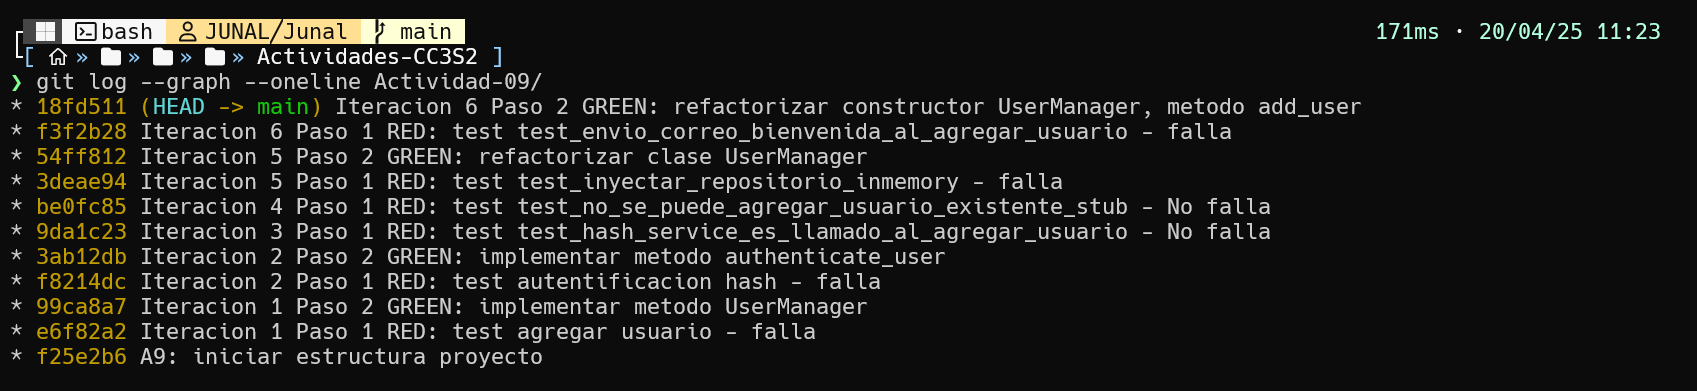 bash JUNAL/Junal main 171ms · 20/04/25 11:23
[ » » » » Actividades-CC3S2 ]
❯ git log --graph --oneline Actividad-09/
* 18fd511 (HEAD -> main) Iteracion 6 Paso 2 GREEN: refactorizar constructor UserManager, metodo add_user
* f3f2b28 Iteracion 6 Paso 1 RED: test test_envio_correo_bienvenida_al_agregar_usuario - falla
* 54ff812 Iteracion 5 Paso 2 GREEN: refactorizar clase UserManager
* 3deae94 Iteracion 5 Paso 1 RED: test test_inyectar_repositorio_inmemory - falla
* be0fc85 Iteracion 4 Paso 1 RED: test test_no_se_puede_agregar_usuario_existente_stub - No falla
* 9da1c23 Iteracion 3 Paso 1 RED: test test_hash_service_es_llamado_al_agregar_usuario - No falla
* 3ab12db Iteracion 2 Paso 2 GREEN: implementar metodo authenticate_user
* f8214dc Iteracion 2 Paso 1 RED: test autentificacion hash - falla
* 99ca8a7 Iteracion 1 Paso 2 GREEN: implementar metodo UserManager
* e6f82a2 Iteracion 1 Paso 1 RED: test agregar usuario - falla
* f25e2b6 A9: iniciar estructura proyecto